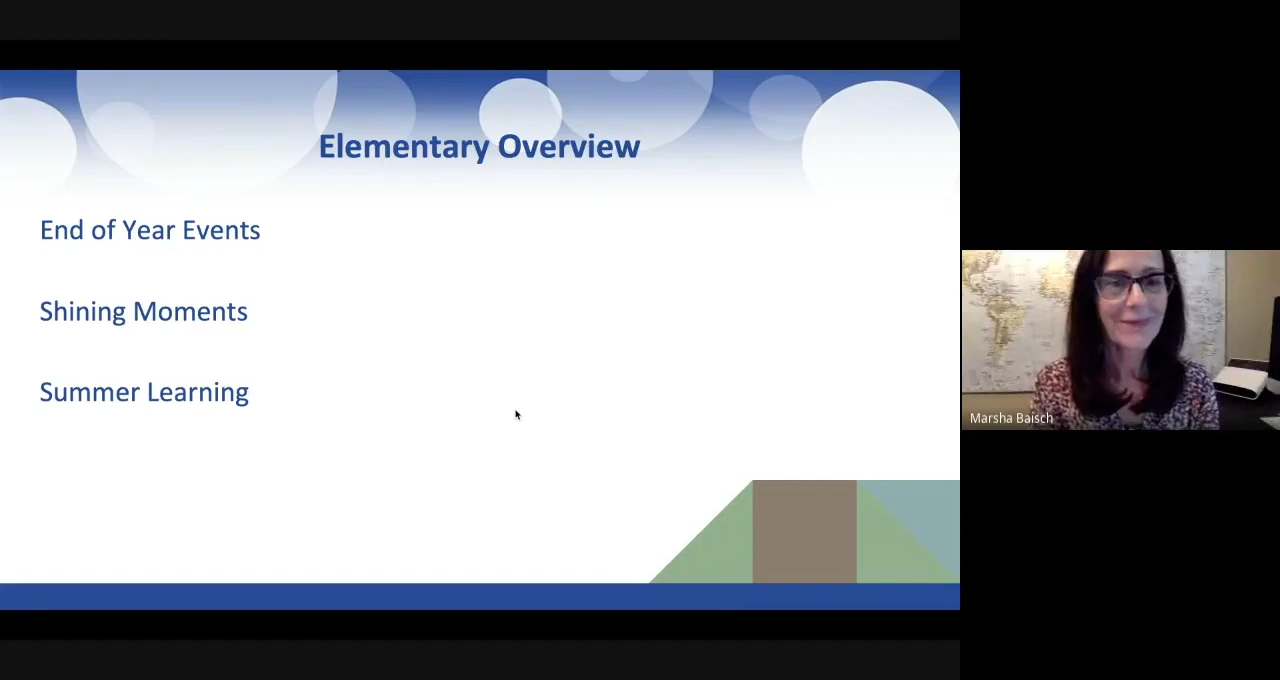 Elementary Overview
End of Year Events
Shining Moments
Summer Learning
Marsha Baisch